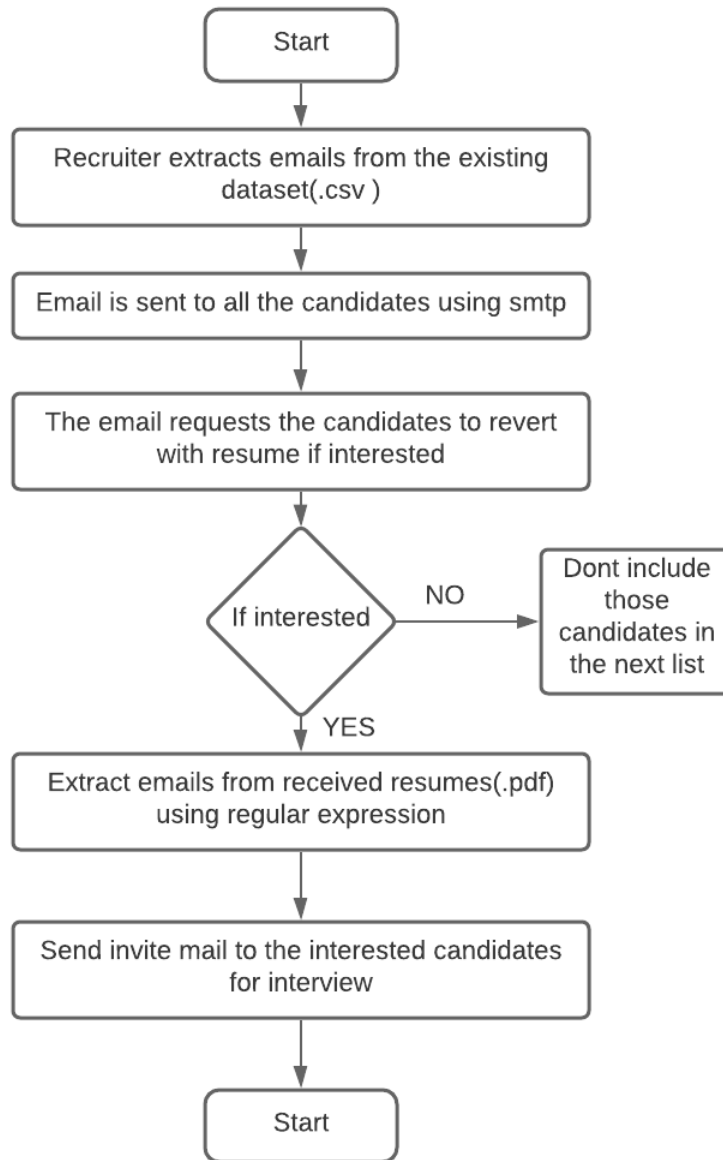 Start
Recruiter extracts emails from the existing
dataset(.csv )
Email is sent to all the candidates using smtp
The email requests the candidates to revert
with resume if interested
If interested
NO
Dont include
those
candidates in
the next list
YES
Extract emails from received resumes(.pdf)
using regular expression
Send invite mail to the interested candidates
for interview
Start